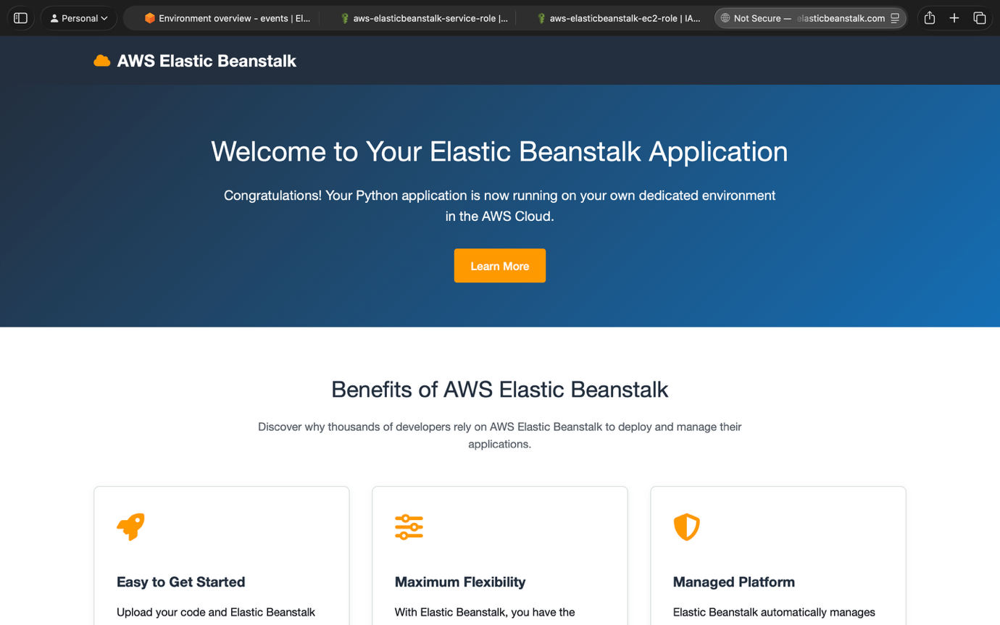 Personal
Environment overview - events | El...
aws-elasticbeanstalk-service-role |...
aws-elasticbeanstalk-ec2-role | IA...
Not Secure — elasticbeanstalk.com
AWS Elastic Beanstalk
Welcome to Your Elastic Beanstalk Application
Congratulations! Your Python application is now running on your own dedicated environment
in the AWS Cloud.
Learn More
Benefits of AWS Elastic Beanstalk
Discover why thousands of developers rely on AWS Elastic Beanstalk to deploy and manage their
applications.
Easy to Get Started
Upload your code and Elastic Beanstalk
Maximum Flexibility
With Elastic Beanstalk, you have the
Managed Platform
Elastic Beanstalk automatically manages